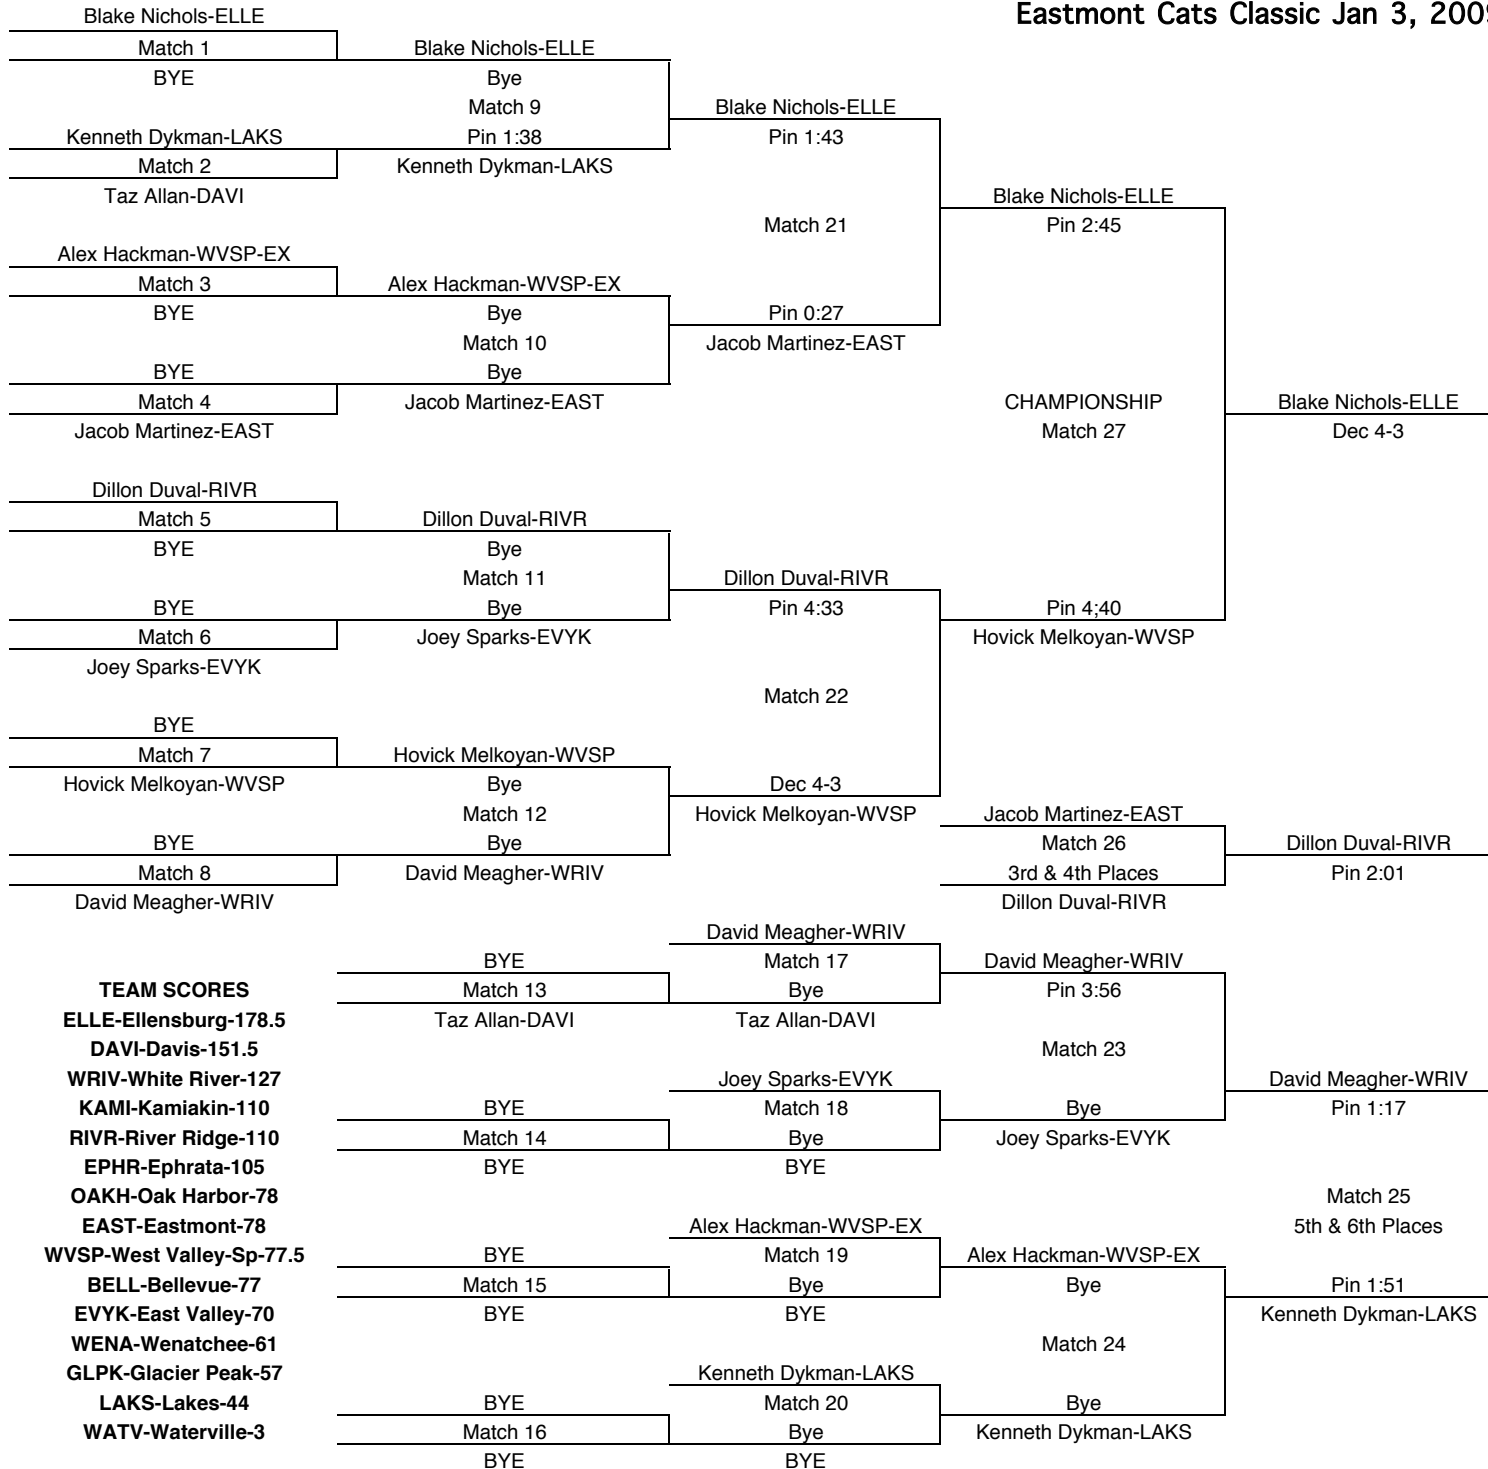 Eastmont Cats Classic Jan 3, 2009
Blake Nichols-ELLE
Match 1
BYE
Kenneth Dykman-LAKS
Match 2
Taz Allan-DAVI
Alex Hackman-WVSP-EX
Match 3
BYE
BYE
Match 4
Jacob Martinez-EAST
Dillon Duval-RIVR
Match 5
BYE
BYE
Match 6
Joey Sparks-EVYK
BYE
Match 7
Hovick Melkoyan-WVSP
BYE
Match 8
David Meagher-WRIV
Blake Nichols-ELLE
Bye
Match 9
Pin 1:38
Kenneth Dykman-LAKS
Alex Hackman-WVSP-EX
Bye
Match 10
Bye
Jacob Martinez-EAST
Dillon Duval-RIVR
Bye
Match 11
Bye
Joey Sparks-EVYK
Hovick Melkoyan-WVSP
Bye
Match 12
Bye
David Meagher-WRIV
Blake Nichols-ELLE
Pin 1:43
Match 21
Pin 0:27
Jacob Martinez-EAST
Dillon Duval-RIVR
Pin 4:33
Match 22
Dec 4-3
Hovick Melkoyan-WVSP
Blake Nichols-ELLE
Pin 2:45
CHAMPIONSHIP
Match 27
Pin 4;40
Hovick Melkoyan-WVSP
Blake Nichols-ELLE
Dec 4-3
Jacob Martinez-EAST
Match 26
3rd & 4th Places
Dillon Duval-RIVR
Dillon Duval-RIVR
Pin 2:01
TEAM SCORES
ELLE-Ellensburg-178.5
DAVI-Davis-151.5
WRIV-White River-127
KAMI-Kamiakin-110
RIVR-River Ridge-110
EPHR-Ephrata-105
OAKH-Oak Harbor-78
EAST-Eastmont-78
WVSP-West Valley-Sp-77.5
BELL-Bellevue-77
EVYK-East Valley-70
WENA-Wenatchee-61
GLPK-Glacier Peak-57
LAKS-Lakes-44
WATV-Waterville-3
BYE
Match 13
Taz Allan-DAVI
BYE
Match 14
BYE
BYE
Match 15
BYE
BYE
Match 16
BYE
David Meagher-WRIV
Match 17
Bye
Taz Allan-DAVI
Joey Sparks-EVYK
Match 18
Bye
BYE
Alex Hackman-WVSP-EX
Match 19
Bye
BYE
Kenneth Dykman-LAKS
Match 20
Bye
BYE
David Meagher-WRIV
Pin 3:56
Match 23
Bye
Joey Sparks-EVYK
Alex Hackman-WVSP-EX
Bye
Match 24
Bye
Kenneth Dykman-LAKS
David Meagher-WRIV
Pin 1:17
Match 25
5th & 6th Places
Pin 1:51
Kenneth Dykman-LAKS